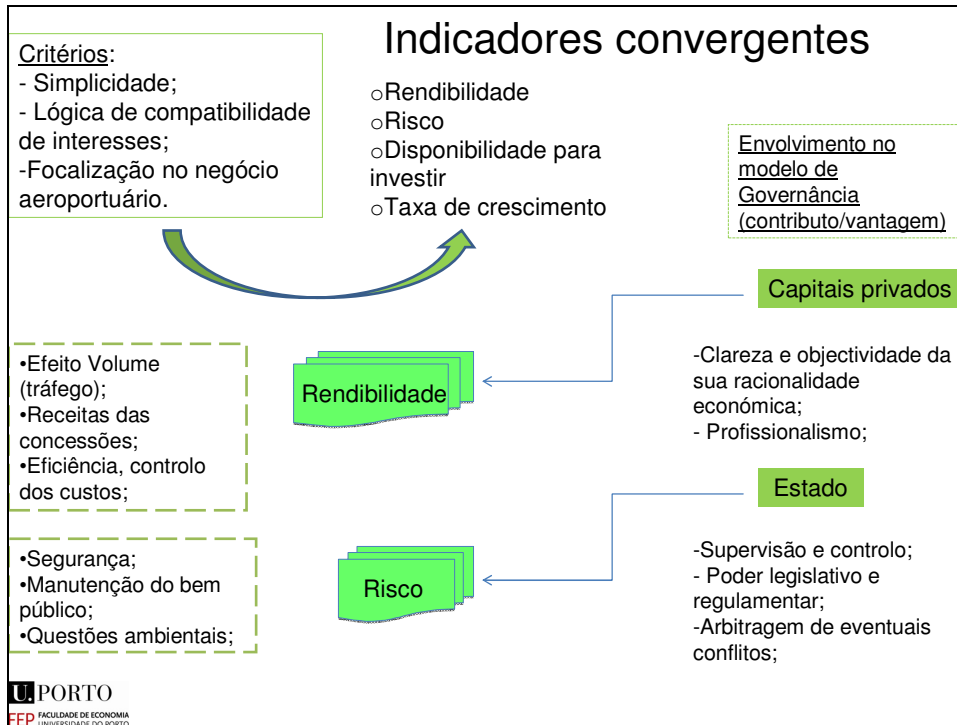 Indicadores convergentes
Critérios:
- Simplicidade;
- Lógica de compatibilidade
de interesses;
-Focalização no negócio
aeroportuário.
oRendibilidade
oRisco
oDisponibilidade para
investir
oTaxa de crescimento
Envolvimento no
modelo de
Governância
(contributo/vantagem)
Capitais privados
•Efeito Volume
(tráfego);
•Receitas das
concessões;
•Eficiência, controlo
dos custos;
Rendibilidade
-Clareza e objectividade da
sua racionalidade
económica;
- Profissionalismo;
Estado
•Segurança;
•Manutenção do bem
público;
•Questões ambientais;
Risco
-Supervisão e controlo;
- Poder legislativo e
regulamentar;
-Arbitragem de eventuais
conflitos;
U. PORTO
FEP FACULDADE DE ECONOMIA
UNIVERSIDADE DO PORTO